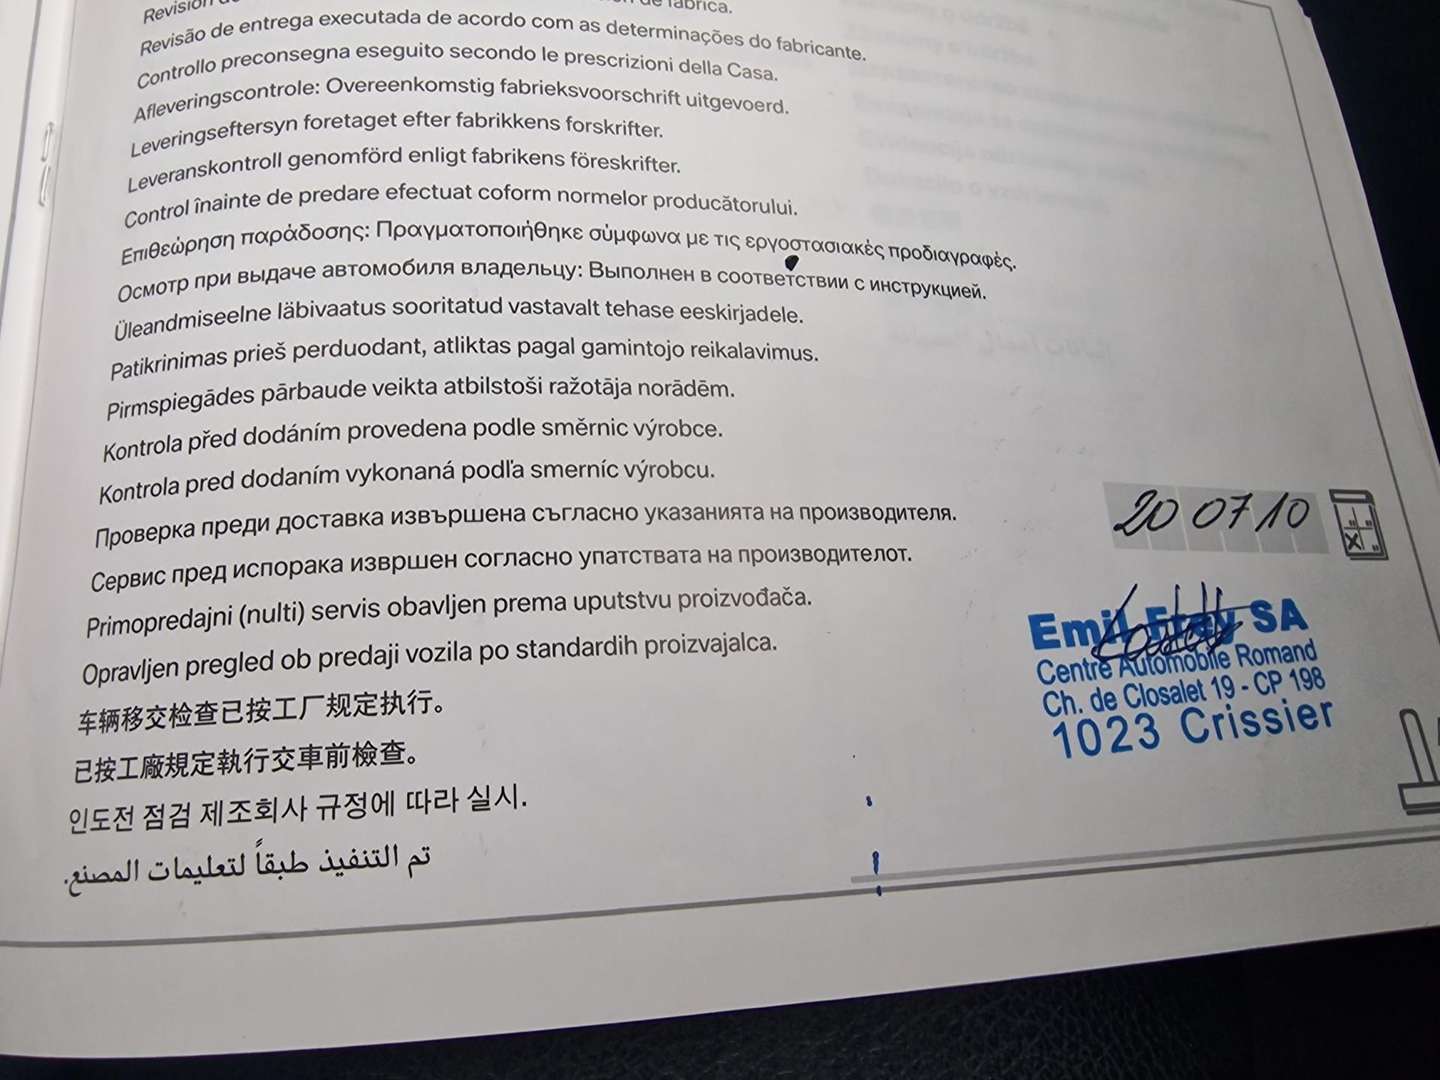 Revisión de fábrica.
Revisão de entrega executada de acordo com as determinações do fabricante.
Controllo preconsegna eseguito secondo le prescrizioni della Casa.
Afleveringscontrole: Overeenkomstig fabrieksvoorschrift uitgevoerd.
Leveringseftersyn foretaget efter fabrikkens forskrifter.
Leveranskontroll genomförd enligt fabrikens föreskrifter.
Control înainte de predare efectuat coform normelor producătorului.
Επιθεώρηση παράδοσης: Πραγματοποιήθηκε σύμφωνα με τις εργοστασιακές προδιαγραφές.
Осмотр при выдаче автомобиля владельцу: Выполнен в соответствии с инструкцией.
Üleandmiseelne läbivaatus sooritatud vastavalt tehase eeskirjadele.
Patikrinimas prieš perduodant, atliktas pagal gamintojo reikalavimus.
Pirmspiegādes pārbaude veikta atbilstoši ražotāja norādēm.
Kontrola před dodáním provedena podle směrnic výrobce.
Kontrola pred dodaním vykonaná podľa smerníc výrobcu.
Проверка преди доставка извършена съгласно указанията на производителя.
Сервис пред испорака извршен согласно упатствата на производителот.
Primopredajni (nulti) servis obavljen prema uputstvu proizvođača.
Opravljen pregled ob predaji vozila po standardih proizvajalca.
车辆移交检查已按工厂规定执行。
已按工廠規定執行交車前檢查。
인도전 점검 제조회사 규정에 따라 실시.
تم التنفيذ طبقاً لتعليمات المصنع.
20 07 10
Emil Frey SA
Centre Automobile Romand
Ch. de Closalet 19 - CP 198
1023 Crissier